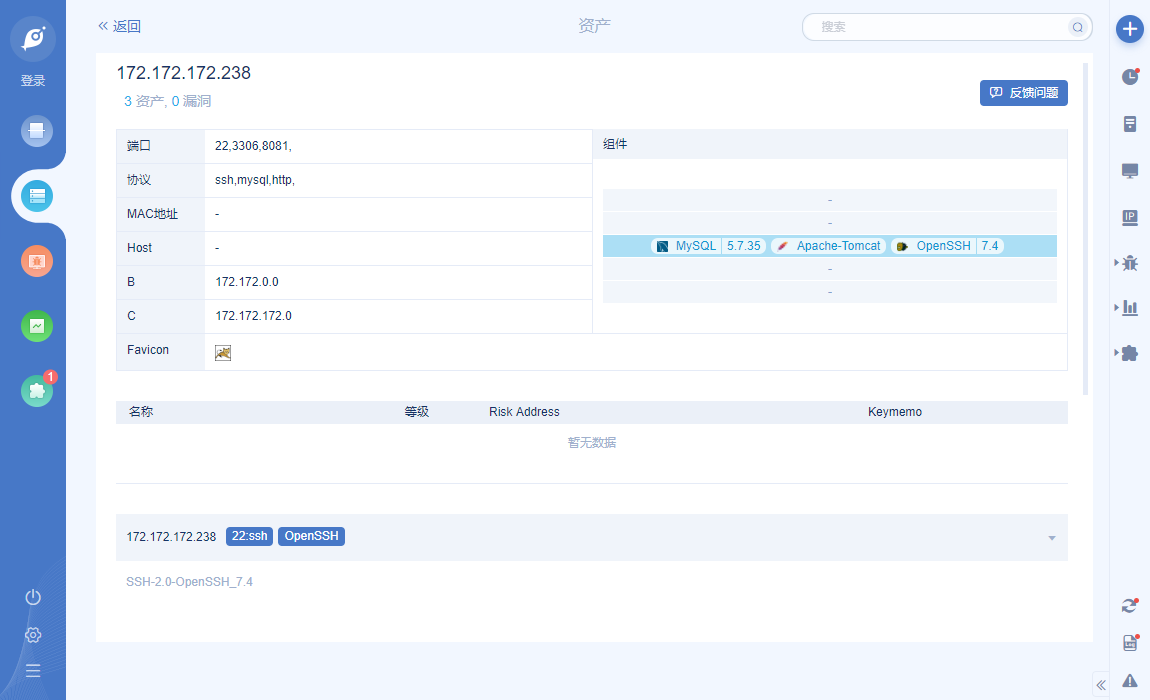 返回
资产
搜索
登录
172.172.172.238
3 资产, 0 漏洞
反馈问题
端口 22,3306,8081,
组件
协议 ssh,mysql,http,
MAC地址 -
Host -
B 172.172.0.0
C 172.172.172.0
Favicon
-
-
MySQL 5.7.35 Apache-Tomcat OpenSSH 7.4
-
-
名称 等级 Risk Address Keymemo
暂无数据
172.172.172.238 22:ssh OpenSSH
SSH-2.0-OpenSSH_7.4
1
IP
LOG